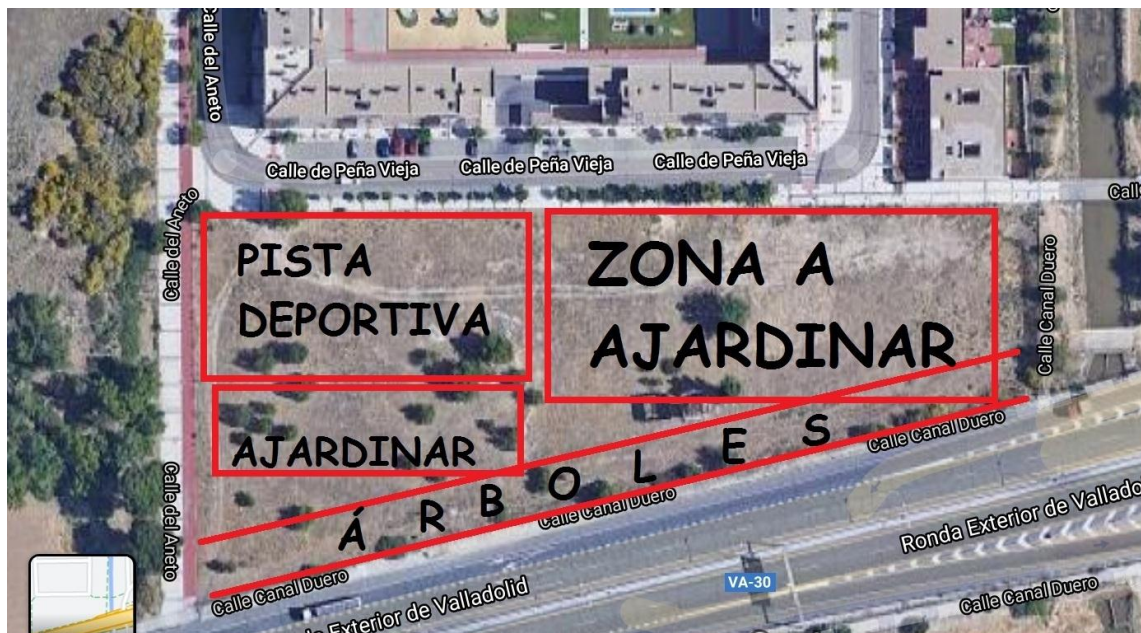 Calle del Aneto
Calle de Peña Vieja
Calle de Peña Vieja
Calle de Peña Vieja
Calle del Aneto
PISTA
DEPORTIVA
ZONA A
AJARDINAR
Calle Canal Duero
AJARDINAR
ÁRBOLES
Calle Canal Duero
Calle Canal Duero
Calle del Aneto
Ronda Exterior de Vallado
VA-30
Calle Canal Duero
Exterior de Valladolid
Calle Canal Duero